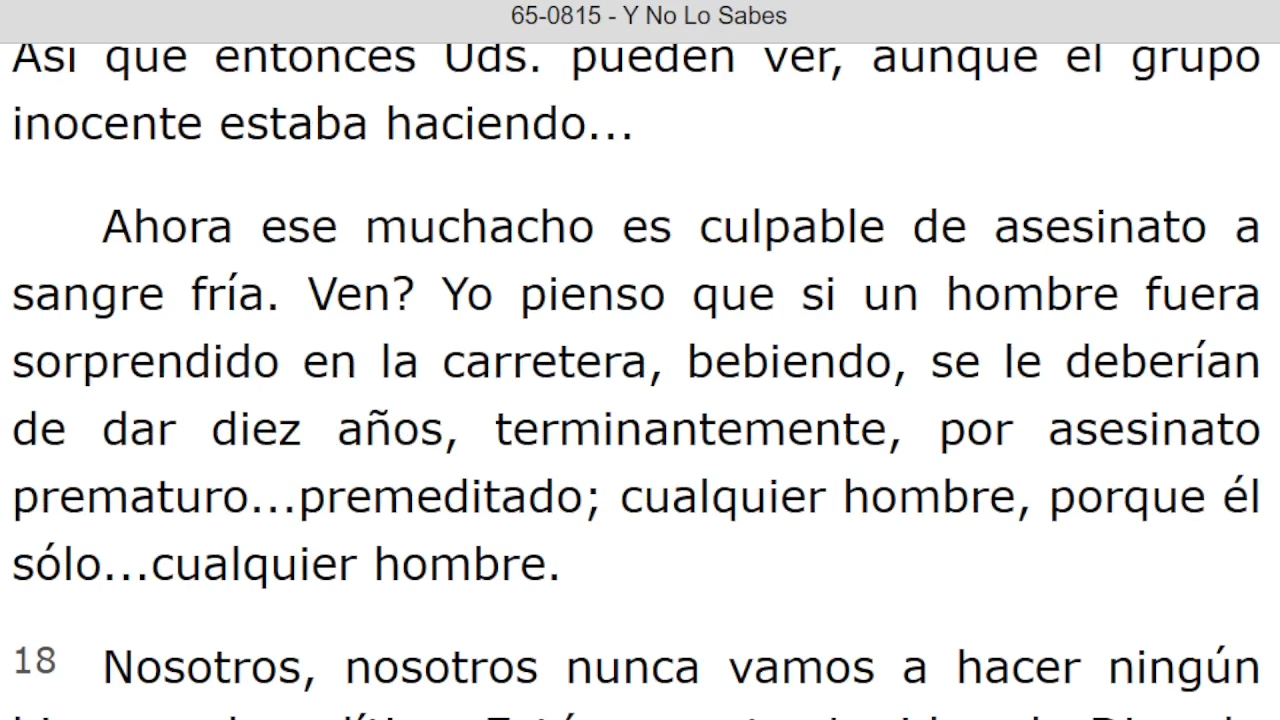 65-0815 - Y No Lo Sabes
Así que entonces Uds. pueden ver, aunque el grupo
inocente estaba haciendo...
Ahora ese muchacho es culpable de asesinato a
sangre fría. Ven? Yo pienso que si un hombre fuera
sorprendido en la carretera, bebiendo, se le deberían
de dar diez años, terminantemente, por asesinato
prematuro...premeditado; cualquier hombre, porque él
sólo...cualquier hombre.
18 Nosotros, nosotros nunca vamos a hacer ningún